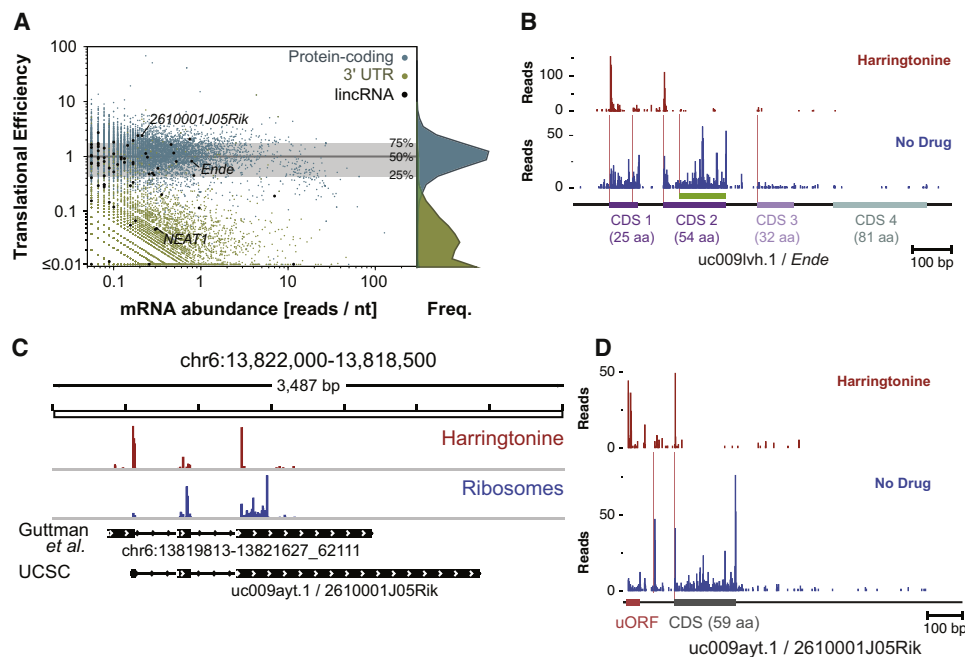 A
Translational Efficiency
100
10
1
0.1
≤0.01
Protein-coding
3' UTR
lincRNA
2610001J05Rik
Ende
NEAT1
75%
50%
25%
0.1
1
10
100
mRNA abundance [reads / nt]
Freq.
B
Harringtonine
Reads
100
0
No Drug
Reads
50
0
CDS 1
(25 aa)
CDS 2
(54 aa)
CDS 3
(32 aa)
CDS 4
(81 aa)
uc009lvh.1 / Ende
100 bp
C
chr6:13,822,000-13,818,500
3,487 bp
Harringtonine
Ribosomes
Guttman
et al.
chr6:13819813-13821627_62111
UCSC
uc009ayt.1 / 2610001J05Rik
D
50
Harringtonine
Reads
0
No Drug
50
Reads
0
uORF
CDS (59 aa)
100 bp
uc009ayt.1 / 2610001J05Rik